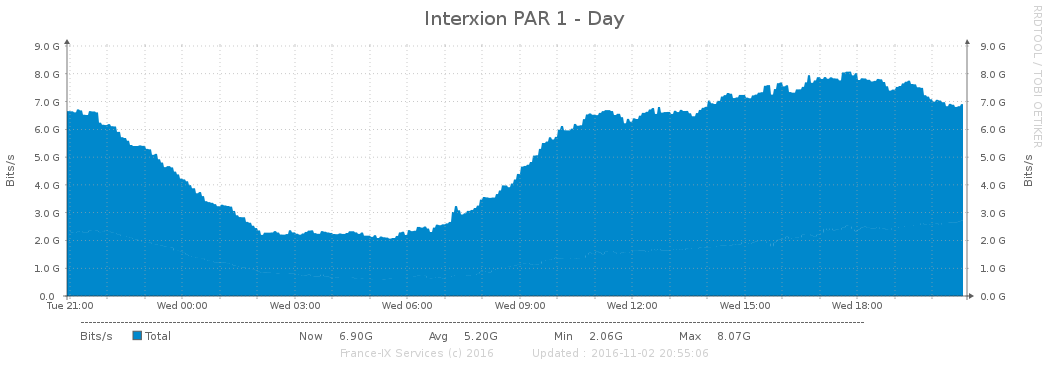 Interxion PAR 1 - Day
RRDTOOL / TOBI OETIKER
Bits/s
Bits/s
9.0 G 9.0 G
8.0 G 8.0 G
7.0 G 7.0 G
6.0 G 6.0 G
5.0 G 5.0 G
4.0 G 4.0 G
3.0 G 3.0 G
2.0 G 2.0 G
1.0 G 1.0 G
0.0 0.0 G
Tue 21:00 Wed 00:00 Wed 03:00 Wed 06:00 Wed 09:00 Wed 12:00 Wed 15:00 Wed 18:00
Bits/s Total Now 6.90G Avg 5.20G Min 2.06G Max 8.07G
France-IX Services (c) 2016 Updated : 2016-11-02 20:55:06